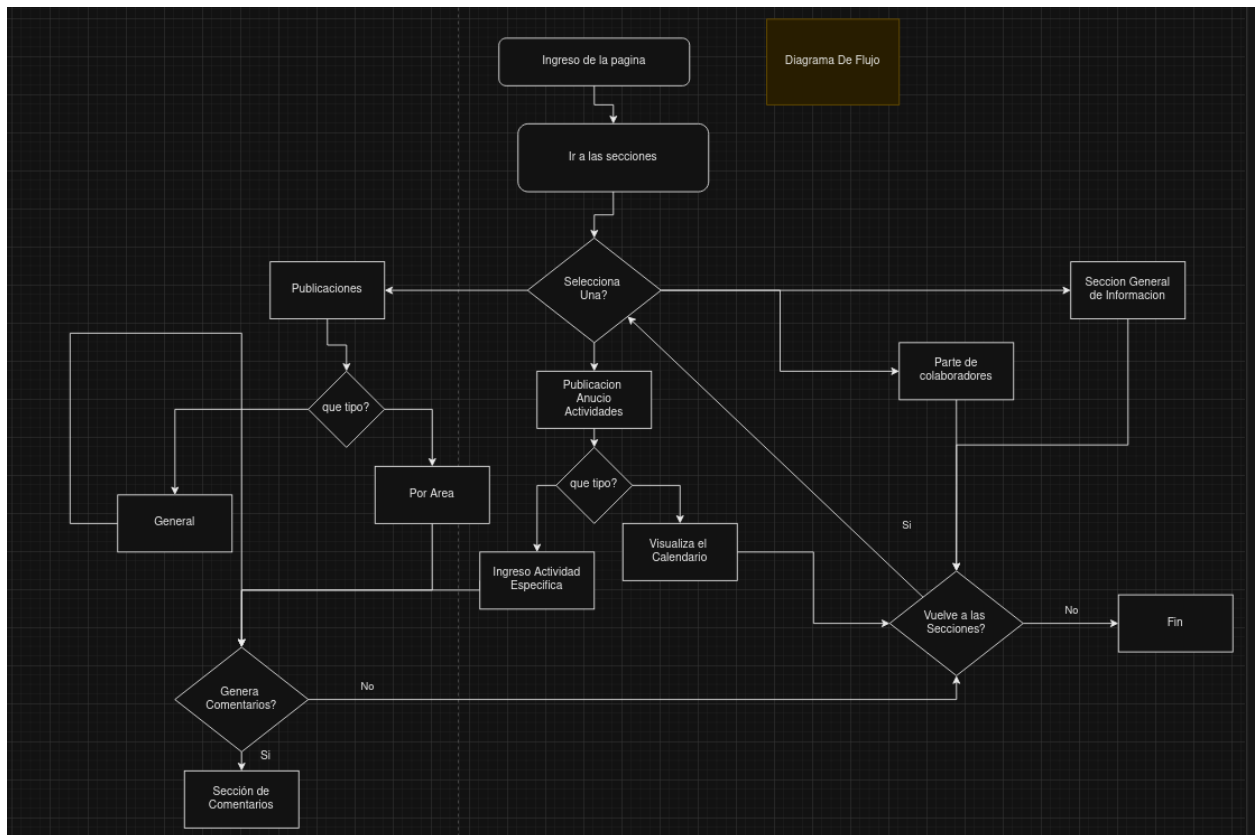 Ingreso de la pagina
Diagrama De Flujo
Ir a las secciones
Selecciona
Una?
Publicaciones
Seccion General
de Informacion
Parte de
colaboradores
Publicacion
Anucio
Actividades
que tipo?
que tipo?
Por Area
General
Visualiza el
Calendario
Si
Ingreso Actividad
Especifica
Vuelve a las
Secciones?
No
Fin
Genera
Comentarios?
No
Si
Sección de
Comentarios